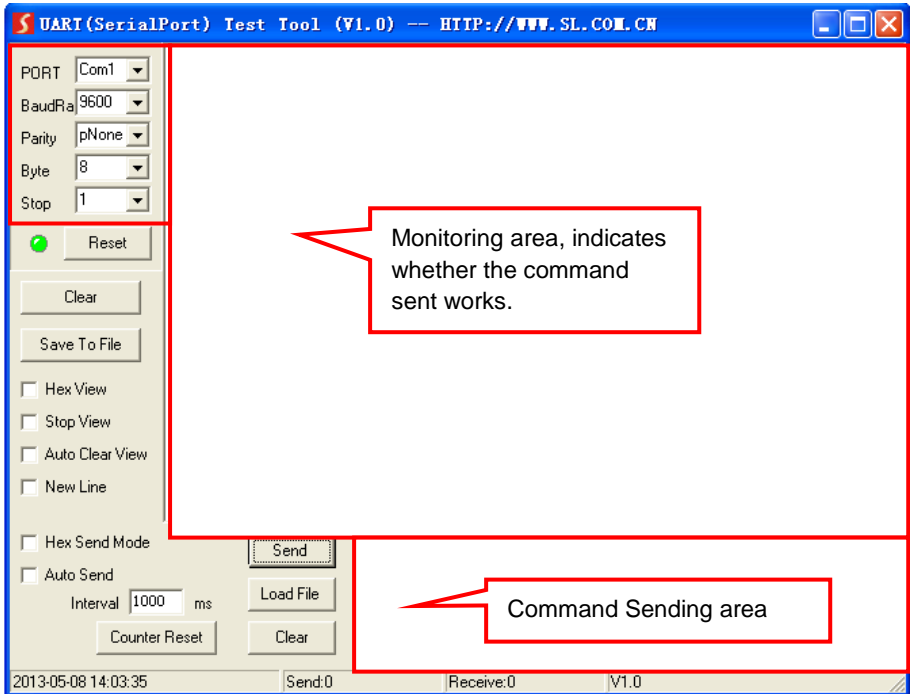 UART(SerialPort) Test Tool (V1.0) -- HTTP://WWW.SL.COM.CN
PORT Com1
BaudRa 9600
Parity pNone
Byte 8
Stop 1
Reset
Clear
Save To File
Hex View
Stop View
Auto Clear View
New Line
Monitoring area, indicates
whether the command
sent works.
Hex Send Mode
Send
Auto Send
Interval 1000 ms
Load File
Counter Reset
Clear
Command Sending area
2013-05-08 14:03:35 Send:0 Receive:0 V1.0